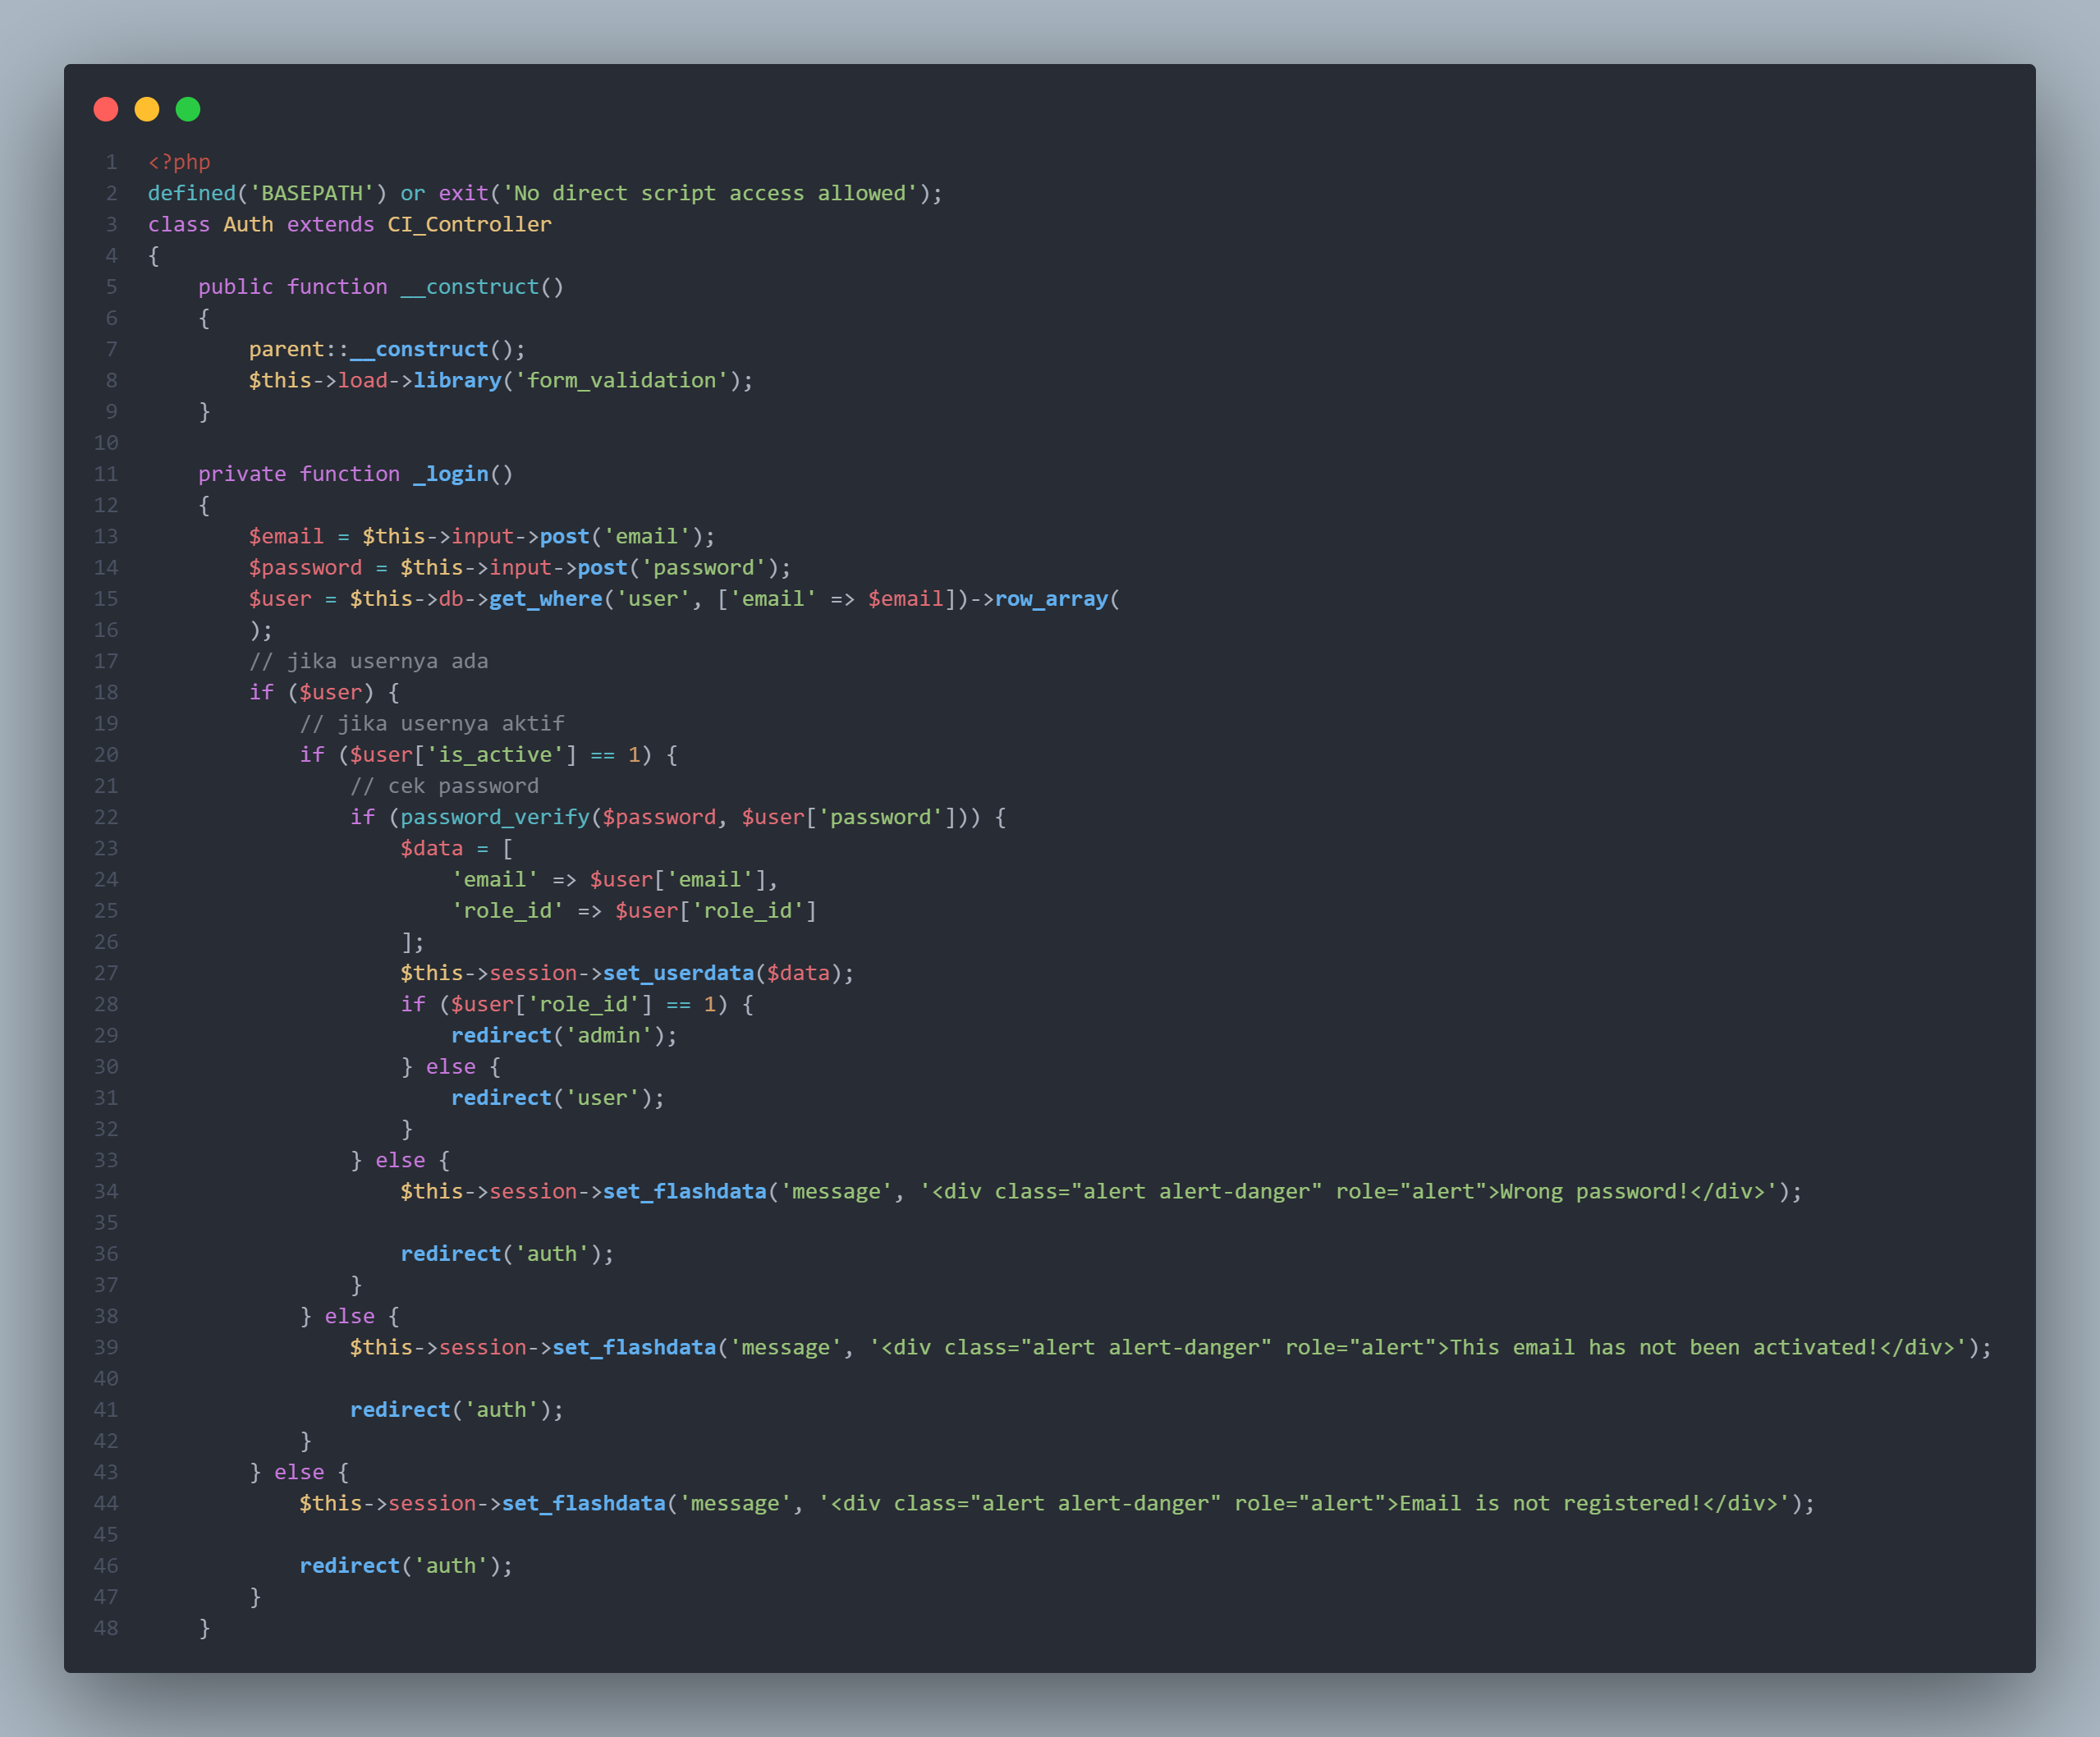 1 <?php
2 defined('BASEPATH') or exit('No direct script access allowed');
3 class Auth extends CI_Controller
4 {
5     public function __construct()
6     {
7         parent::__construct();
8         $this->load->library('form_validation');
9     }
10
11     private function _login()
12     {
13         $email = $this->input->post('email');
14         $password = $this->input->post('password');
15         $user = $this->db->get_where('user', ['email' => $email])->row_array(
16         );
17         // jika usernya ada
18         if ($user) {
19             // jika usernya aktif
20             if ($user['is_active'] == 1) {
21                 // cek password
22                 if (password_verify($password, $user['password'])) {
23                     $data = [
24                         'email' => $user['email'],
25                         'role_id' => $user['role_id']
26                     ];
27                     $this->session->set_userdata($data);
28                     if ($user['role_id'] == 1) {
29                         redirect('admin');
30                     } else {
31                         redirect('user');
32                     }
33                 } else {
34                     $this->session->set_flashdata('message', '<div class="alert alert-danger" role="alert">Wrong password!</div>');
35
36                     redirect('auth');
37                 }
38             } else {
39                 $this->session->set_flashdata('message', '<div class="alert alert-danger" role="alert">This email has not been activated!</div>');
40
41                 redirect('auth');
42             }
43         } else {
44             $this->session->set_flashdata('message', '<div class="alert alert-danger" role="alert">Email is not registered!</div>');
45
46             redirect('auth');
47         }
48     }